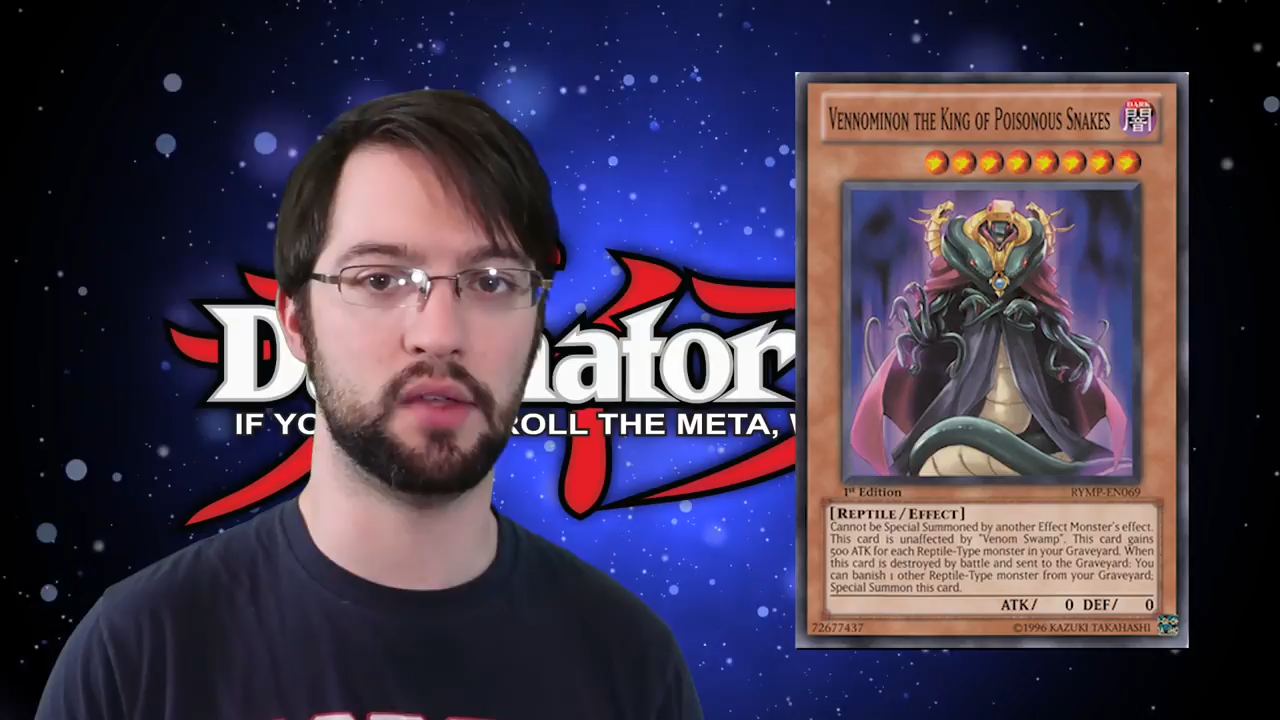 D nator
IF YO ROLL THE META,
VENNOMINON THE KING OF POISONOUS SNAKES
DARK
闇
1st Edition
RYMP-EN069
[REPTILE/EFFECT]
Cannot be Special Summoned by another Effect Monster's effect.
This card is unaffected by "Venom Swamp". This card gains
500 ATK for each Reptile-Type monster in your Graveyard. When
this card is destroyed by battle and sent to the Graveyard: You
can banish 1 other Reptile-Type monster from your Graveyard;
Special Summon this card.
ATK/ 0 DEF/ 0
72677437
©1996 KAZUKI TAKAHASHI